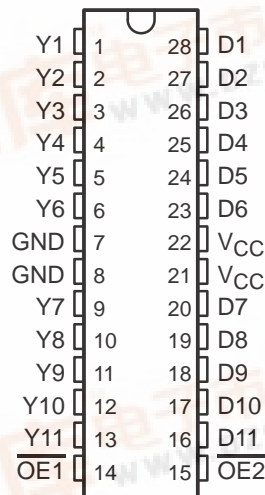 Y1 1 28 D1
Y2 2 27 D2
Y3 3 26 D3
Y4 4 25 D4
Y5 5 24 D5
Y6 6 23 D6
GND 7 22 VCC
GND 8 21 VCC
Y7 9 20 D7
Y8 10 19 D8
Y9 11 18 D9
Y10 12 17 D10
Y11 13 16 D11
OE1 14 15 OE2